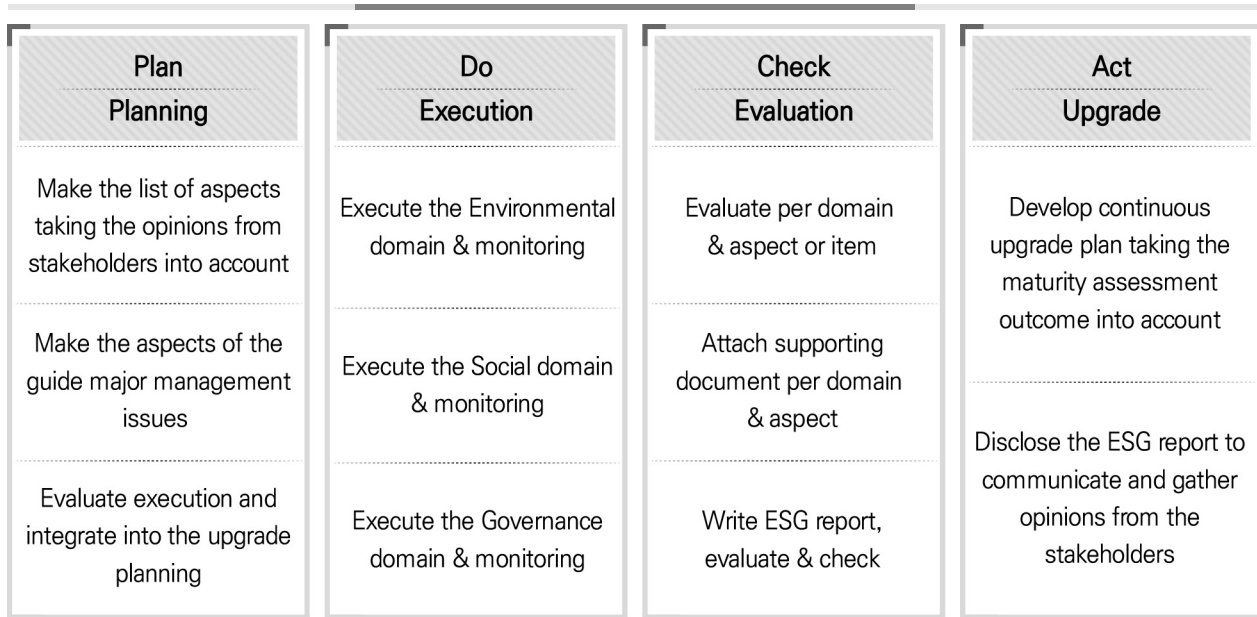 Plan
Planning
Make the list of aspects
taking the opinions from
stakeholders into account
Make the aspects of the
guide major management
issues
Evaluate execution and
integrate into the upgrade
planning
Do
Execution
Execute the Environmental
domain & monitoring
Execute the Social domain
& monitoring
Execute the Governance
domain & monitoring
Check
Evaluation
Evaluate per domain
& aspect or item
Attach supporting
document per domain
& aspect
Write ESG report,
evaluate & check
Act
Upgrade
Develop continuous
upgrade plan taking the
maturity assessment
outcome into account
Disclose the ESG report to
communicate and gather
opinions from the
stakeholders